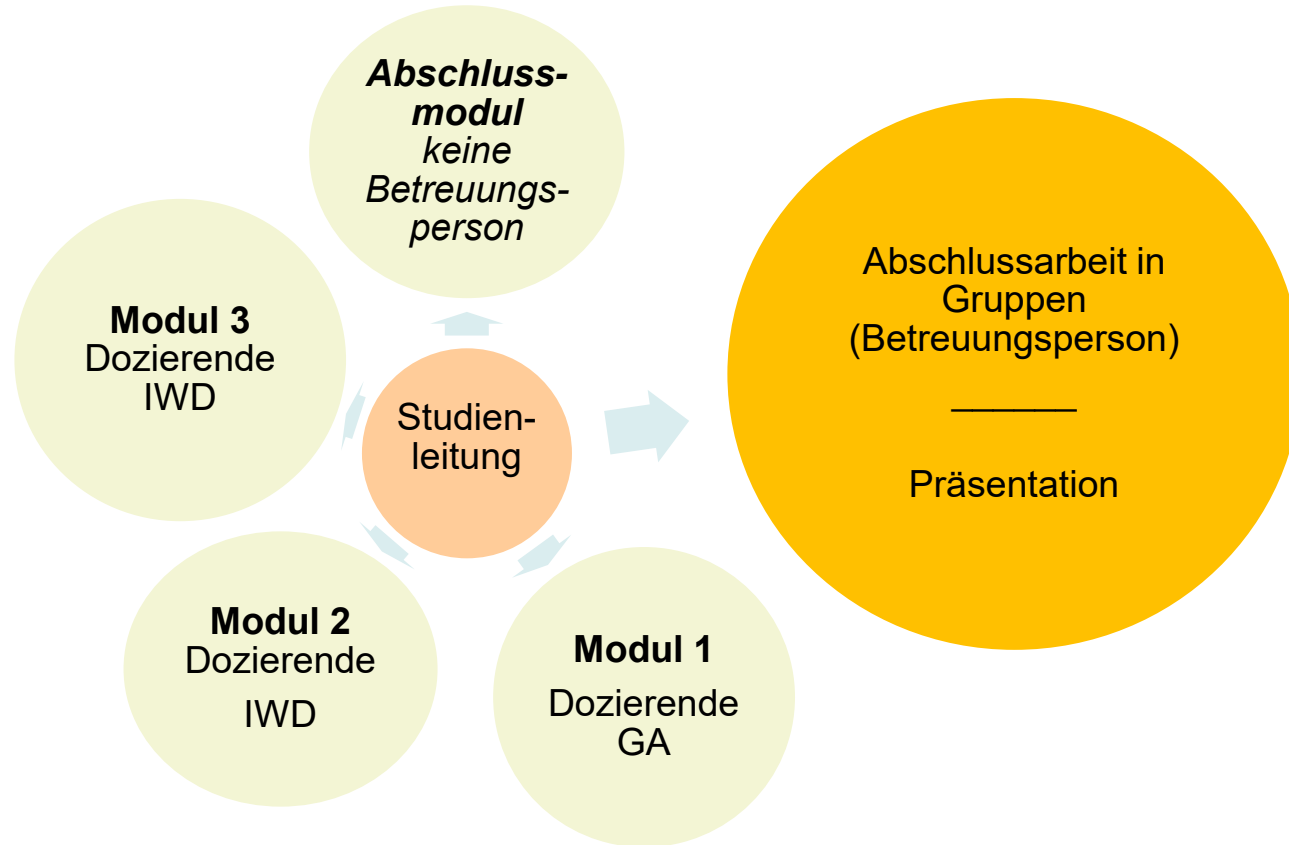 Abschluss-
modul
keine
Betreuungs-
person
Modul 3
Dozierende
IWD
Studien-
leitung
Modul 2
Dozierende
IWD
Modul 1
Dozierende
GA
Abschlussarbeit in
Gruppen
(Betreuungsperson)
______
Präsentation